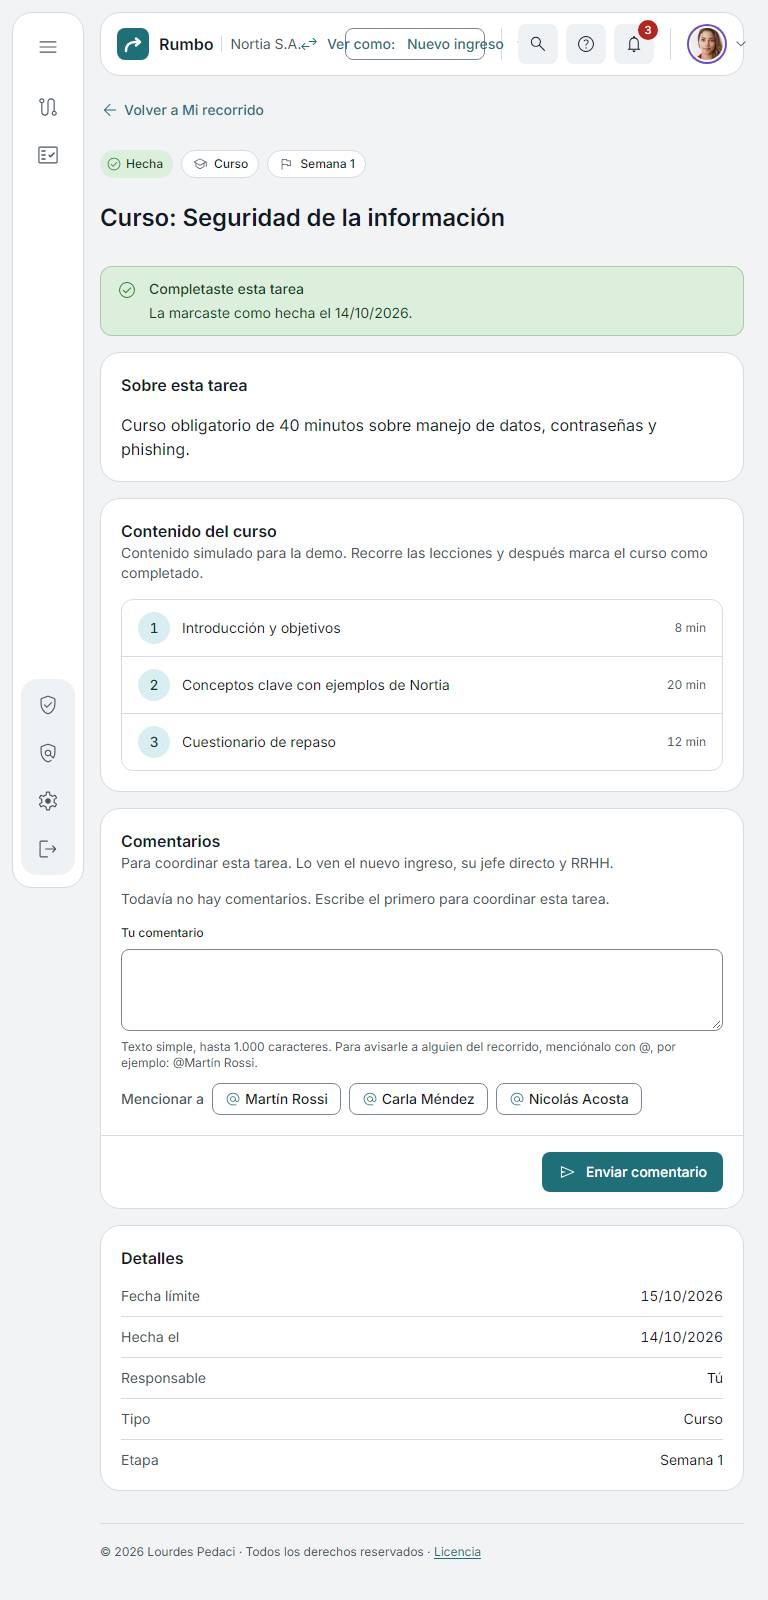 Rumbo
Nortia S.A.
Ver como: Nuevo ingreso
3
Volver a Mi recorrido
Hecha
Curso
Semana 1
Curso: Seguridad de la información
Completaste esta tarea
La marcaste como hecha el 14/10/2026.
Sobre esta tarea
Curso obligatorio de 40 minutos sobre manejo de datos, contraseñas y
phishing.
Contenido del curso
Contenido simulado para la demo. Recorre las lecciones y después marca el curso como
completado.
1 Introducción y objetivos 8 min
2 Conceptos clave con ejemplos de Nortia 20 min
3 Cuestionario de repaso 12 min
Comentarios
Para coordinar esta tarea. Lo ven el nuevo ingreso, su jefe directo y RRHH.
Todavía no hay comentarios. Escribe el primero para coordinar esta tarea.
Tu comentario
Texto simple, hasta 1.000 caracteres. Para avisarle a alguien del recorrido, menciónalo con @, por
ejemplo: @Martín Rossi.
Mencionar a @ Martín Rossi @ Carla Méndez @ Nicolás Acosta
Enviar comentario
Detalles
Fecha límite 15/10/2026
Hecha el 14/10/2026
Responsable Tú
Tipo Curso
Etapa Semana 1
© 2026 Lourdes Pedaci · Todos los derechos reservados · Licencia